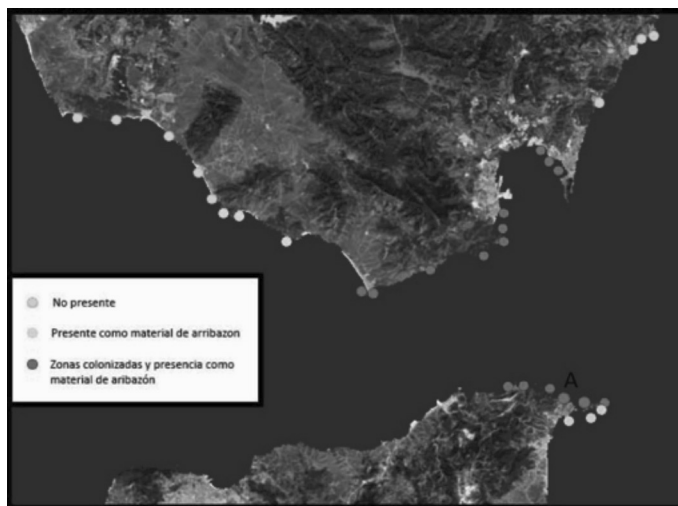 A
No presente
Presente como material de arribazon
Zonas colonizadas y presencia como
material de aribazón